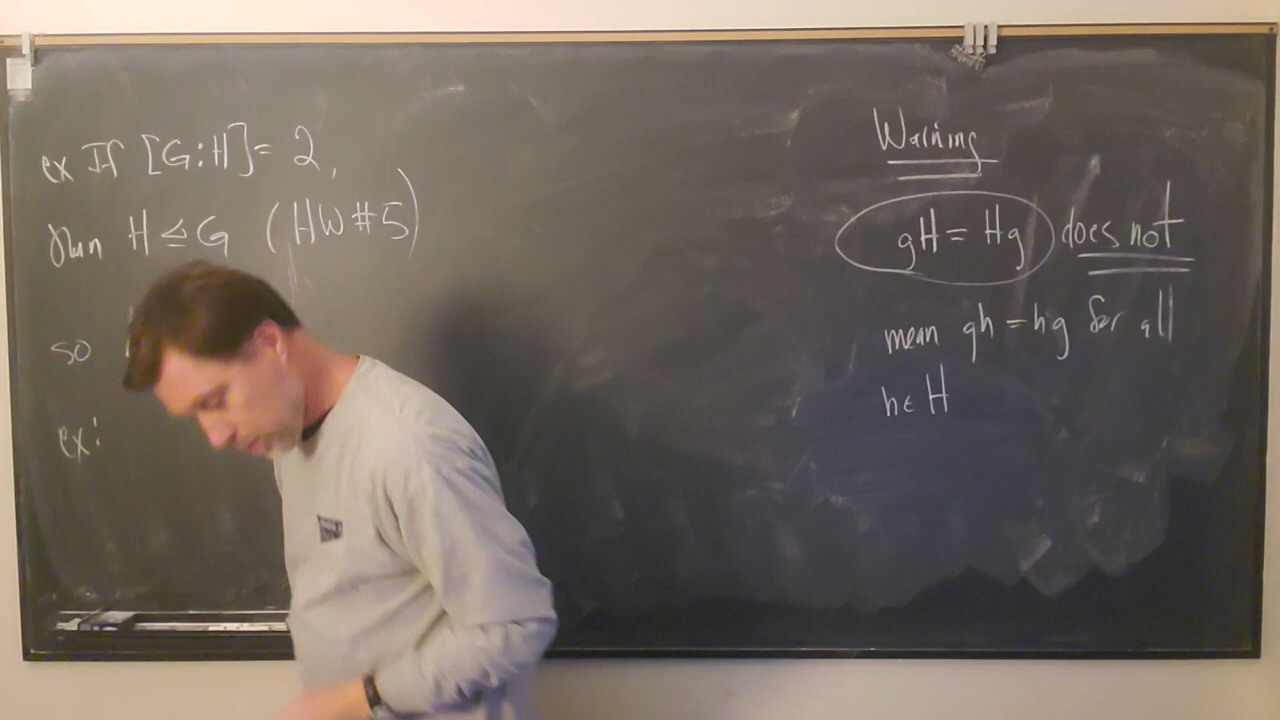 ex If [G:H]=2,
then H ⊴ G (HW#5)
so
ex:
Warning
gH = Hg does not
mean gh = hg for all
h ∈ H